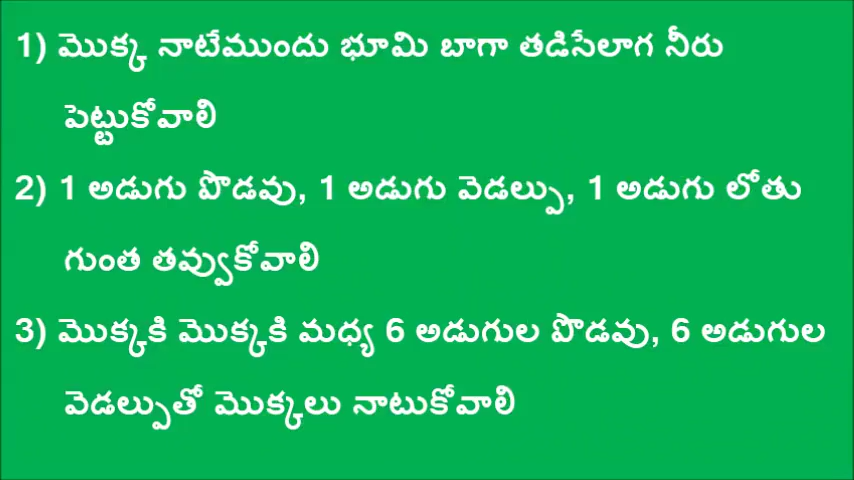 1) మొక్క నాటేముందు భూమి బాగా తడిసేలాగ నీరు
పెట్టుకోవాలి
2) 1 అడుగు పొడవు, 1 అడుగు వెడల్పు, 1 అడుగు లోతు
గుంత తవ్వుకోవాలి
3) మొక్కకి మొక్కకి మధ్య 6 అడుగుల పొడవు, 6 అడుగుల
వెడల్పుతో మొక్కలు నాటుకోవాలి